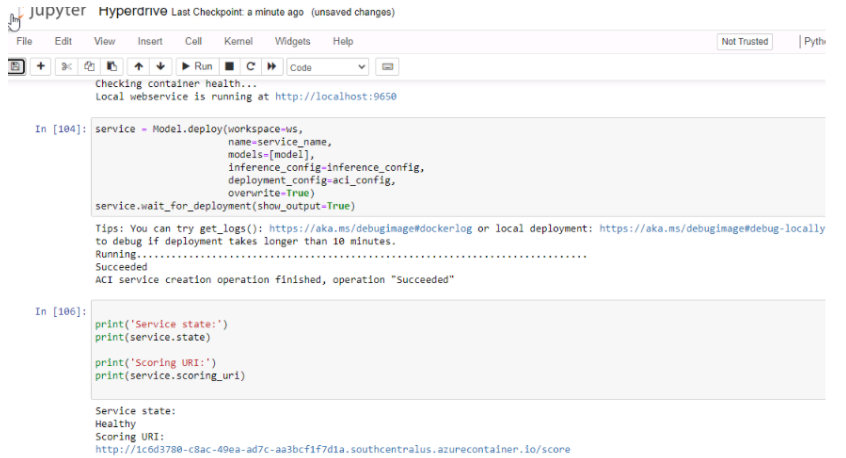 Jupyter Hyperdrive Last Checkpoint: a minute ago (unsaved changes)
File Edit View Insert Cell Kernel Widgets Help Not Trusted
Run Code
Checking container health...
Local webservice is running at http://localhost:9650
In [104]: service = Model.deploy(workspace=ws,
name=service_name,
models=[model],
inference_config=inference_config,
deployment_config=aci_config,
overwrite=True)
service.wait_for_deployment(show_output=True)
Tips: You can try get_logs(): https://aka.ms/debugimage#dockerlog or local deployment: https://aka.ms/debugimage#debug-locally
to debug if deployment takes longer than 10 minutes.
Running..............................................................................
Succeeded
ACI service creation operation finished, operation "Succeeded"
In [106]:
print('Service state:')
print(service.state)
print('Scoring URI:')
print(service.scoring_uri)
Service state:
Healthy
Scoring URI:
http://1c6d3780-c8ac-49ea-ad7c-aa3bcf1f7d1a.southcentralus.azurecontainer.io/score